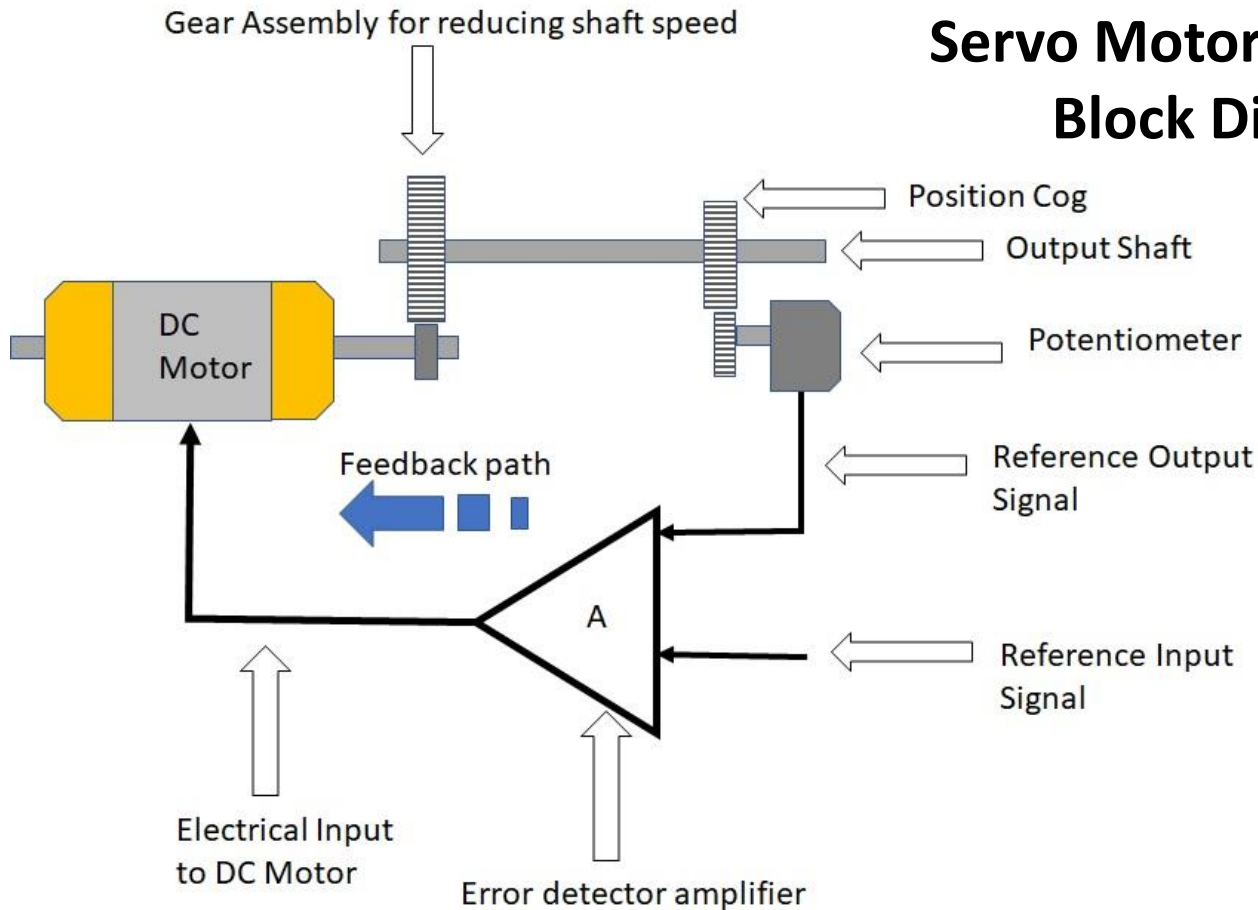 Gear Assembly for reducing shaft speed
Servo Motor
Block Di
Position Cog
Output Shaft
DC
Motor
Potentiometer
Feedback path
Reference Output
Signal
A
Reference Input
Signal
Electrical Input
to DC Motor
Error detector amplifier